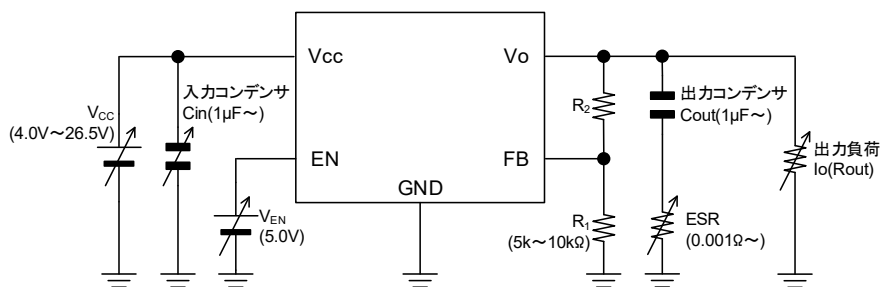 Vcc
Vo
EN
FB
GND
VCC
(4.0V～26.5V)
入力コンデンサ
Cin(1µF～)
VEN
(5.0V)
R2
R1
(5k～10kΩ)
出力コンデンサ
Cout(1µF～)
ESR
(0.001Ω～)
出力負荷
Io(Rout)